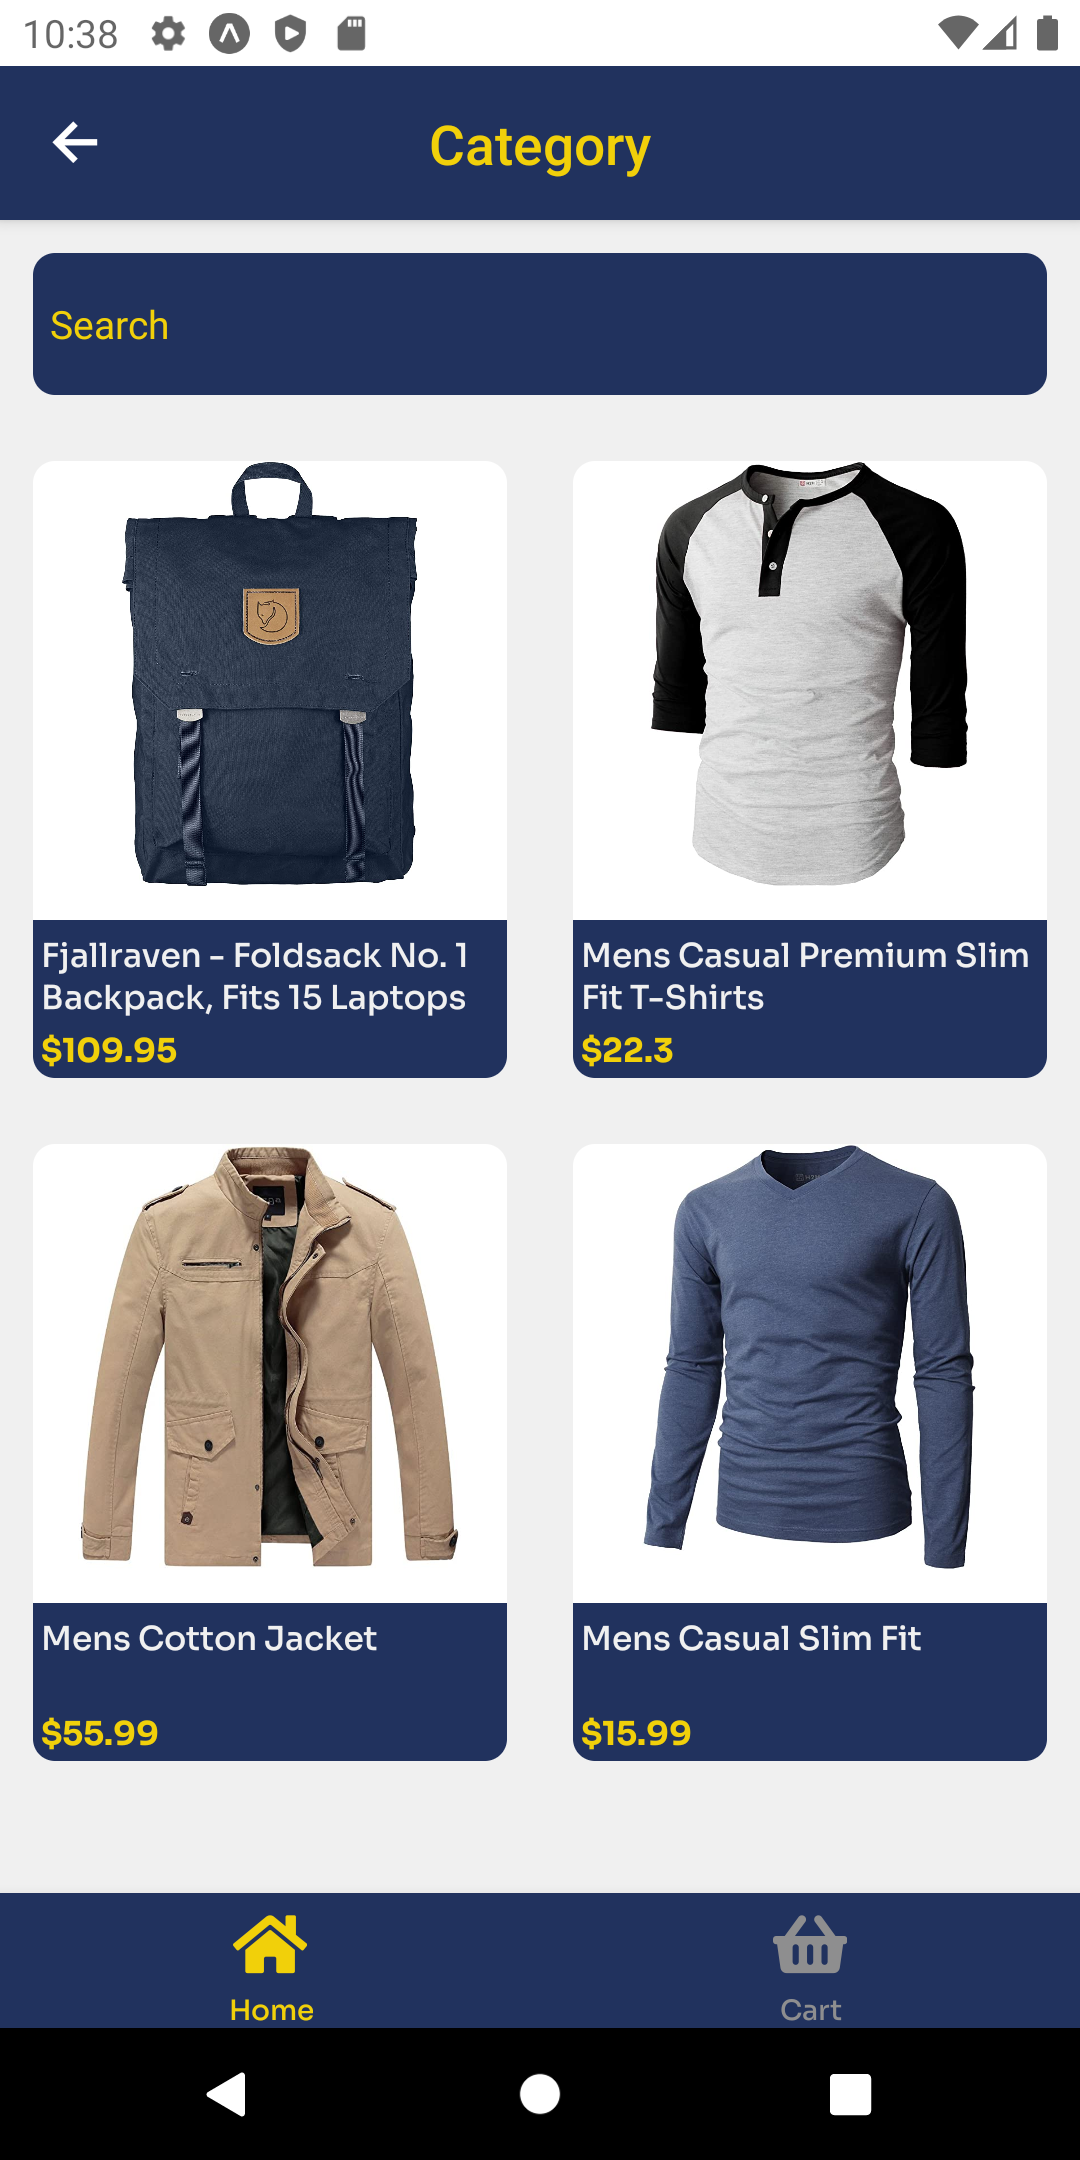 10:38
Category
Search
Fjallraven - Foldsack No. 1
Backpack, Fits 15 Laptops
$109.95
Mens Casual Premium Slim
Fit T-Shirts
$22.3
Mens Cotton Jacket
$55.99
Mens Casual Slim Fit
$15.99
Home
Cart